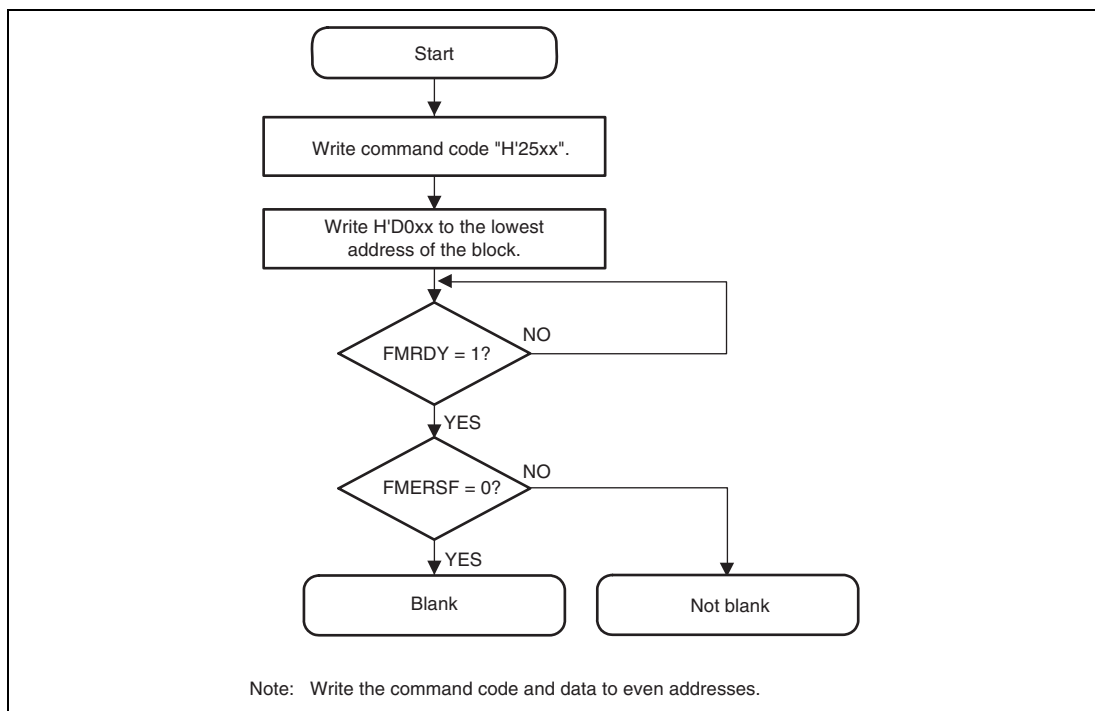 Start
Write command code "H'25xx".
Write H'D0xx to the lowest
address of the block.
NO
FMRDY = 1?
YES
NO
FMERSF = 0?
YES
Blank
Not blank
Note: Write the command code and data to even addresses.